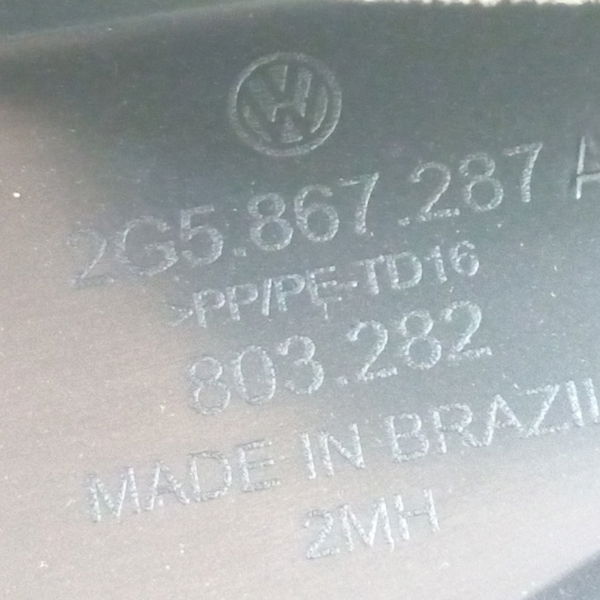 2G5.867.287 A
>PP/PE-TD16
803.282
MADE IN BRAZIL
2MH